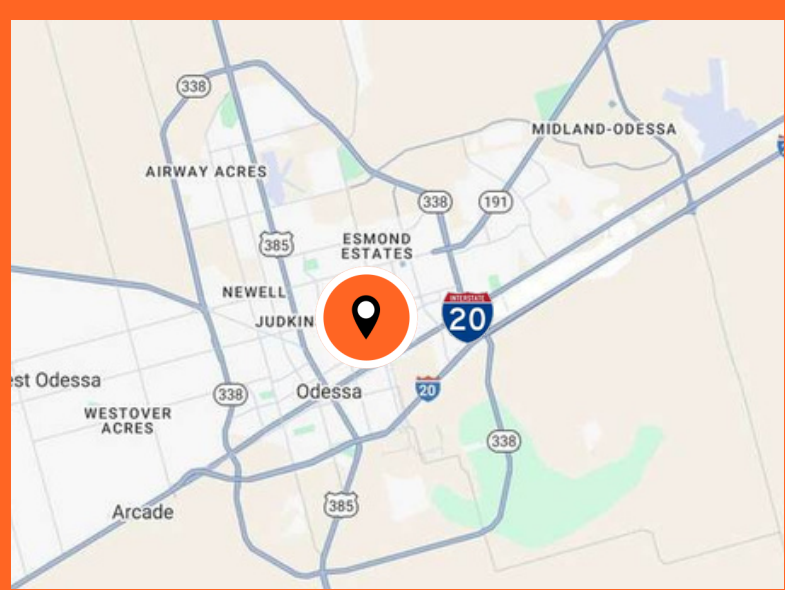 338
MIDLAND-ODESSA
AIRWAY ACRES
338
191
385
ESMOND
ESTATES
NEWELL
JUDKIN
INTERSTATE
20
st Odessa
338
Odessa
20
WESTOVER
ACRES
338
Arcade
385